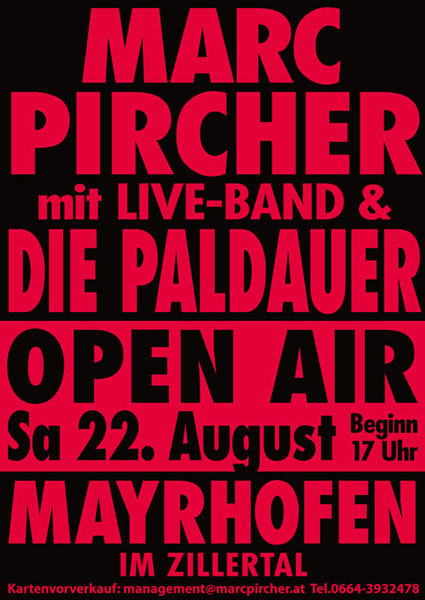 MARC
PIRCHER
mit LIVE-BAND &
DIE PALDAUER
OPEN AIR
Sa 22. August Beginn
17 Uhr
MAYRHOFEN
IM ZILLERTAL
Kartenvorverkauf: management@marcpircher.at Tel.0664-3932478